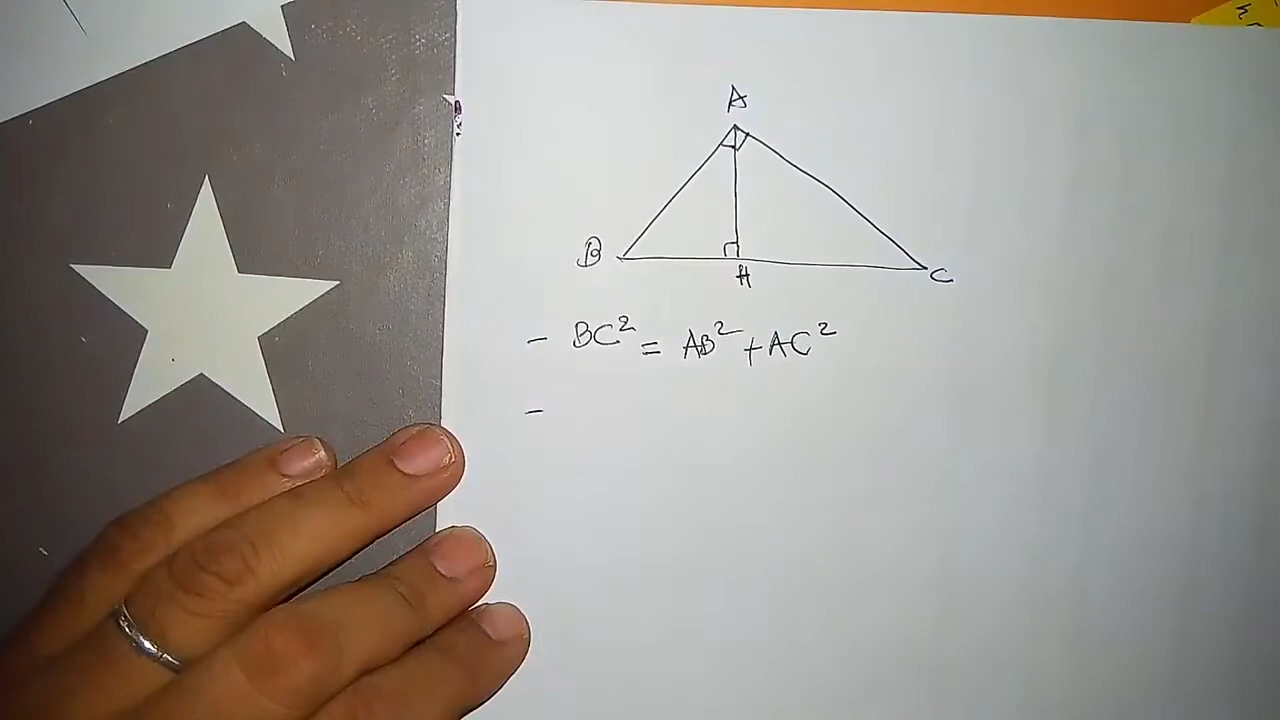 A
B
H
C
- BC² = AB² + AC²
-